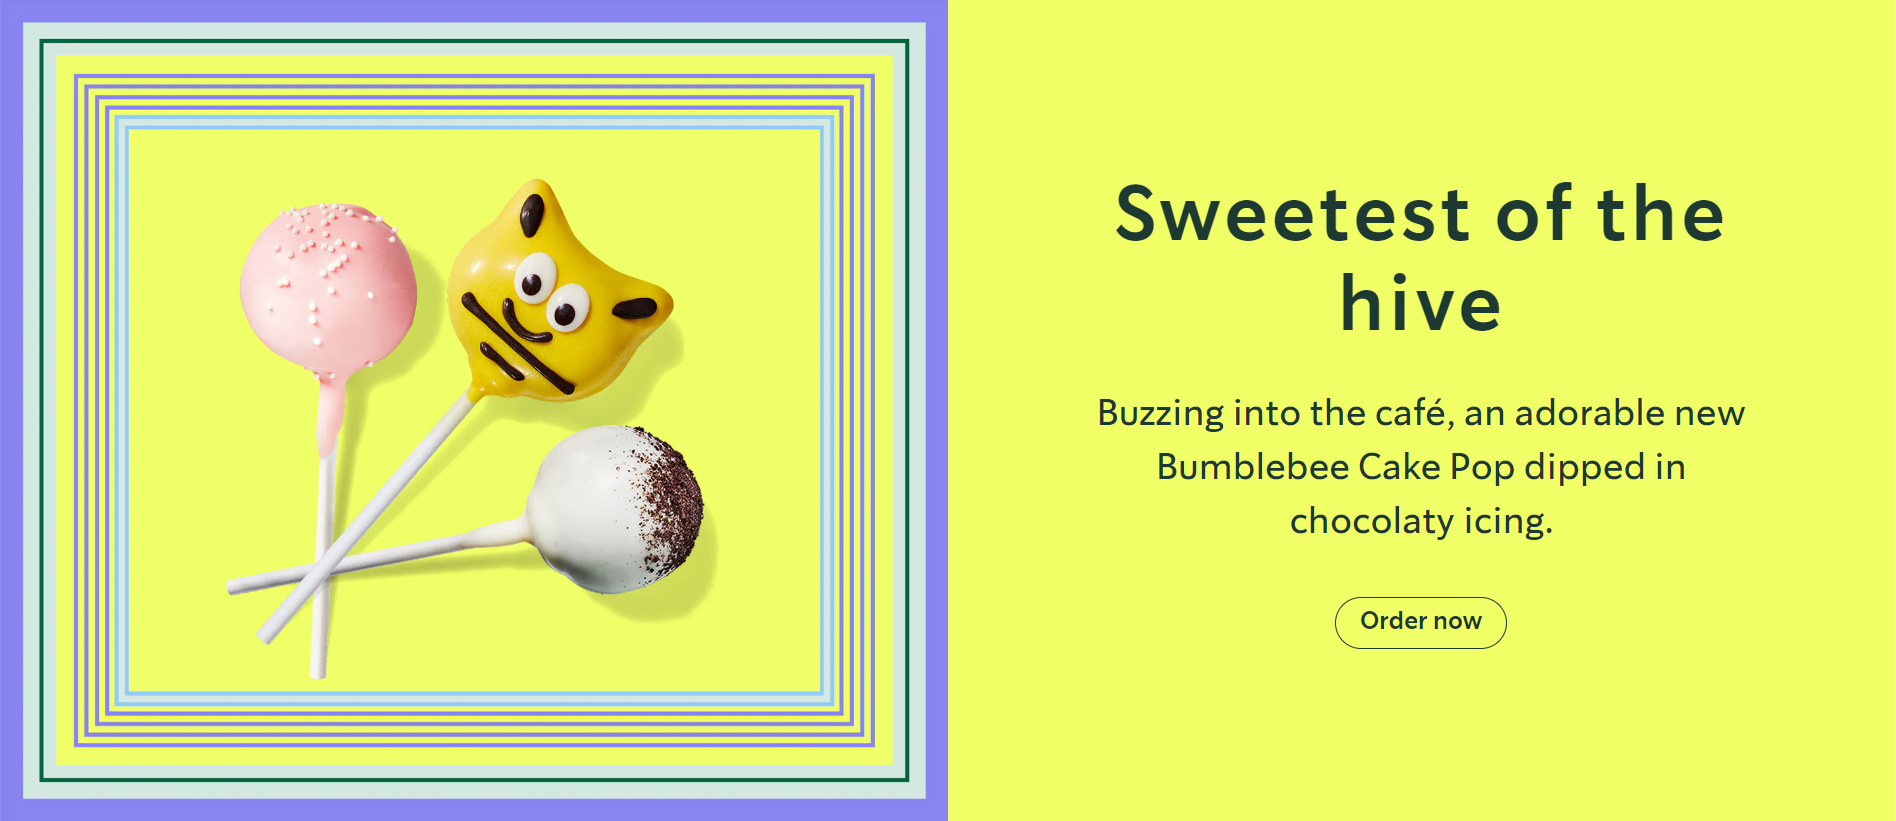 Sweetest of the
hive
Buzzing into the café, an adorable new
Bumblebee Cake Pop dipped in
chocolaty icing.
Order now